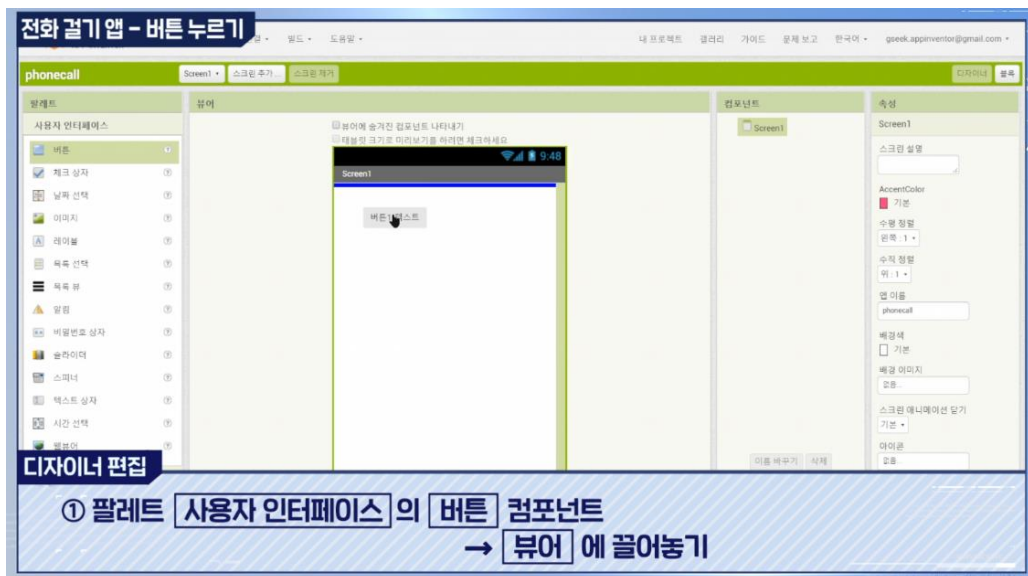 전화 걸기 앱 - 버튼 누르기
빌드 •
도움말 •
내 프로젝트
갤러리
가이드
문제 보고
한국어 •
gseek.appinventor@gmail.com •
phonecall
Screen1 •
스크린 추가...
스크린 제거
디자이너
블록
팔레트
뷰어
컴포넌트
속성
사용자 인터페이스
버튼
체크 상자
날짜 선택
이미지
레이블
목록 선택
목록 뷰
알림
비밀번호 상자
슬라이더
스피너
텍스트 상자
시간 선택
웹뷰어
뷰어에 숨겨진 컴포넌트 나타내기
태블릿 크기로 미리보기를 하려면 체크하세요
9:48
Screen1
Screen1
이름 바꾸기
삭제
Screen1
스크린 설명
AccentColor
기본
수평 정렬
왼쪽 : 1 •
수직 정렬
위 : 1 •
앱 이름
phonecall
배경색
기본
배경 이미지
없음...
스크린 애니메이션 닫기
기본 •
아이콘
없음...
디자이너 편집
① 팔레트 사용자 인터페이스 의 버튼 컴포넌트
→ 뷰어 에 끌어놓기